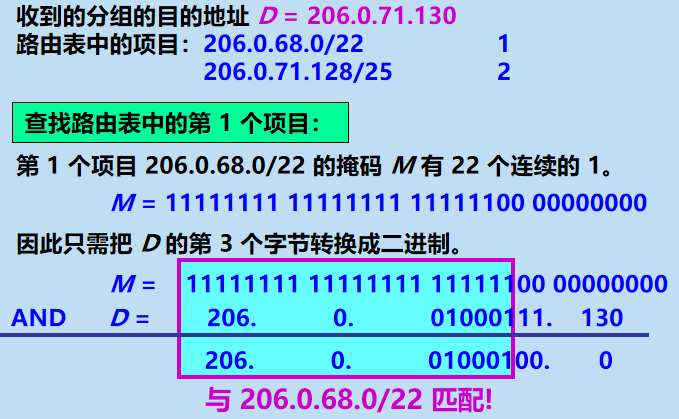 收到的分组的目的地址 D = 206.0.71.130
路由表中的项目：206.0.68.0/22 1
206.0.71.128/25 2
查找路由表中的第 1 个项目：
第 1 个项目 206.0.68.0/22 的掩码 M 有 22 个连续的 1。
M = 11111111 11111111 11111100 00000000
因此只需把 D 的第 3 个字节转换成二进制。
M = 11111111 11111111 11111100 00000000
AND D = 206. 0. 01000111. 130
206. 0. 01000100. 0
与 206.0.68.0/22 匹配!